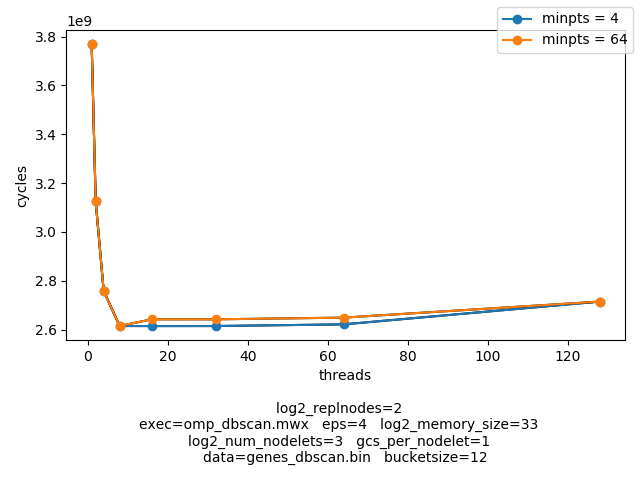 1e9
minpts = 4
minpts = 64
3.8
3.6
3.4
3.2
3.0
2.8
2.6
cycles
0 20 40 60 80 100 120
threads
log2_replnodes=2
exec=omp_dbscan.mwx eps=4 log2_memory_size=33
log2_num_nodelets=3 gcs_per_nodelet=1
data=genes_dbscan.bin bucketsize=12